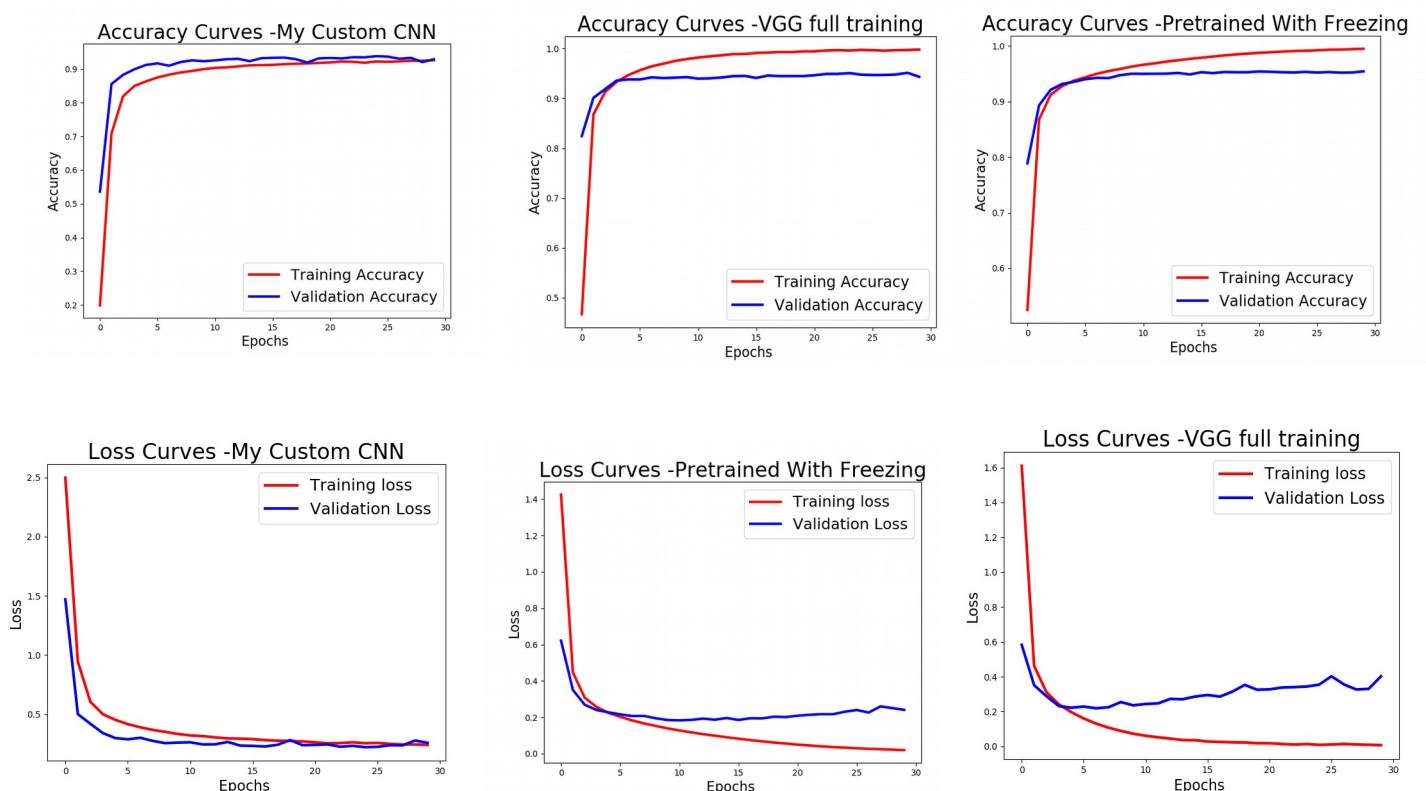 Accuracy Curves -My Custom CNN
0.9
0.8
0.7
0.6
0.5
0.4
0.3
0.2
Accuracy
Training Accuracy
Validation Accuracy
0 5 10 15 20 25 30
Epochs
Accuracy Curves -VGG full training
1.0
0.9
0.8
0.7
0.6
0.5
Accuracy
Training Accuracy
Validation Accuracy
0 5 10 15 20 25 30
Epochs
Accuracy Curves -Pretrained With Freezing
1.0
0.9
0.8
0.7
0.6
Accuracy
Training Accuracy
Validation Accuracy
0 5 10 15 20 25 30
Epochs
Loss Curves -My Custom CNN
2.5
2.0
1.5
1.0
0.5
Loss
Training loss
Validation Loss
0 5 10 15 20 25 30
Epochs
Loss Curves -Pretrained With Freezing
1.4
1.2
1.0
0.8
0.6
0.4
0.2
0.0
Loss
Training loss
Validation Loss
0 5 10 15 20 25 30
Epochs
Loss Curves -VGG full training
1.6
1.4
1.2
1.0
0.8
0.6
0.4
0.2
0.0
Loss
Training loss
Validation Loss
0 5 10 15 20 25 30
Epochs